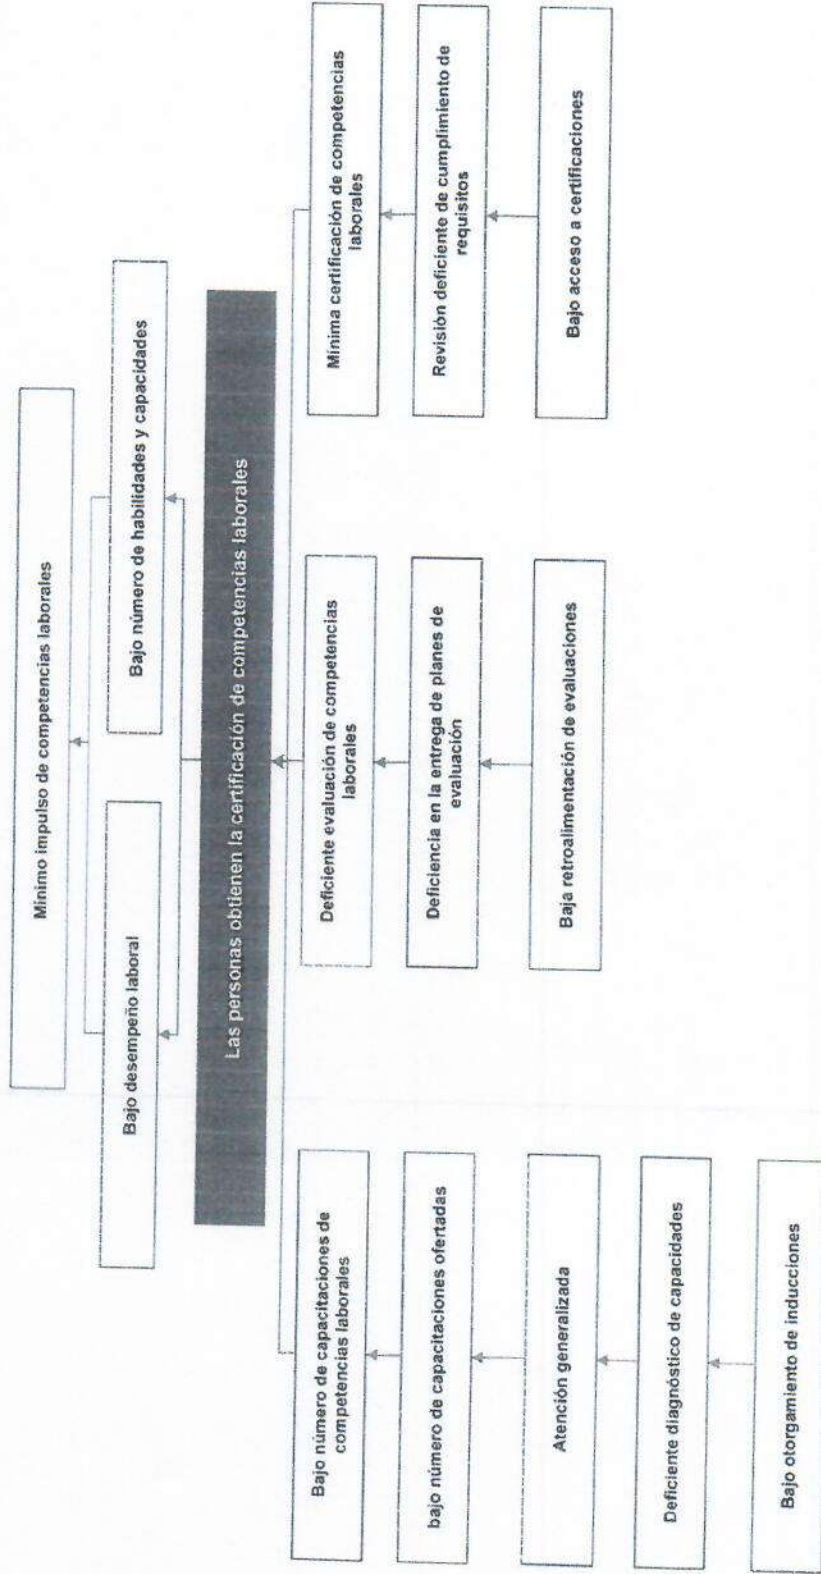 Minimo impulso de competencias laborales
Bajo desempeño laboral
Bajo número de habilidades y capacidades
Las personas obtienen la certificación de competencias laborales
Bajo número de capacitaciones de
competencias laborales
bajo número de capacitaciones ofertadas
Atención generalizada
Deficiente diagnóstico de capacidades
Bajo otorgamiento de inducciones
Deficiente evaluación de competencias
laborales
Deficiencia en la entrega de planes de
evaluación
Baja retroalimentación de evaluaciones
Mínima certificación de competencias
laborales
Revisión deficiente de cumplimiento de
requisitos
Bajo acceso a certificaciones